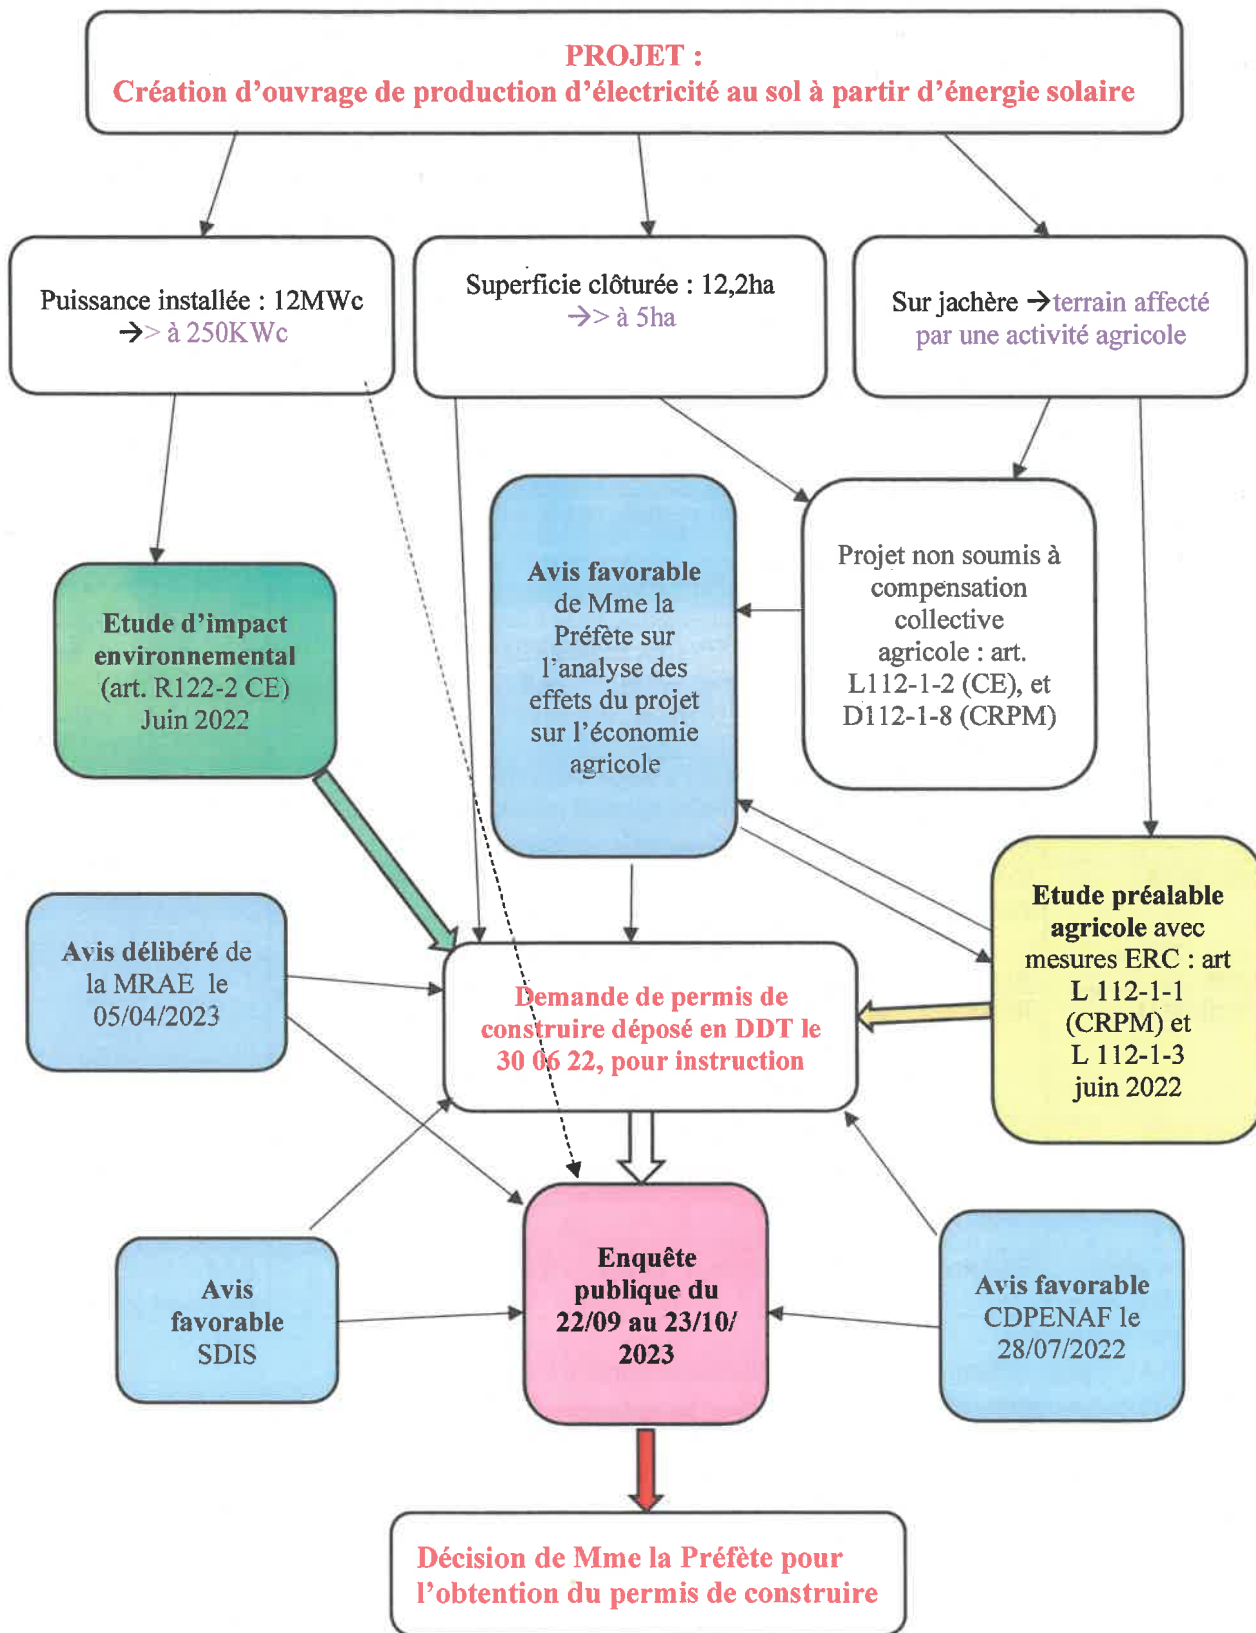 PROJET :
Création d'ouvrage de production d'électricité au sol à partir d'énergie solaire
Puissance installée : 12MWc
→> à 250KWc
Superficie clôturée : 12,2ha
→> à 5ha
Sur jachère →terrain affecté
par une activité agricole
Avis favorable
de Mme la
Préfète sur
l'analyse des
effets du projet
sur l'économie
agricole
Projet non soumis à
compensation
collective
agricole : art.
L112-1-2 (CE), et
D112-1-8 (CRPM)
Etude d'impact
environnemental
(art. R122-2 CE)
Juin 2022
Etude préalable
agricole avec
mesures ERC : art
L 112-1-1
(CRPM) et
L 112-1-3
juin 2022
Avis délibéré de
la MRAE le
05/04/2023
Demande de permis de
construire déposé en DDT le
30 06 22, pour instruction
Avis
favorable
SDIS
Enquête
publique du
22/09 au 23/10/
2023
Avis favorable
CDPENAF le
28/07/2022
Décision de Mme la Préfète pour
l'obtention du permis de construire